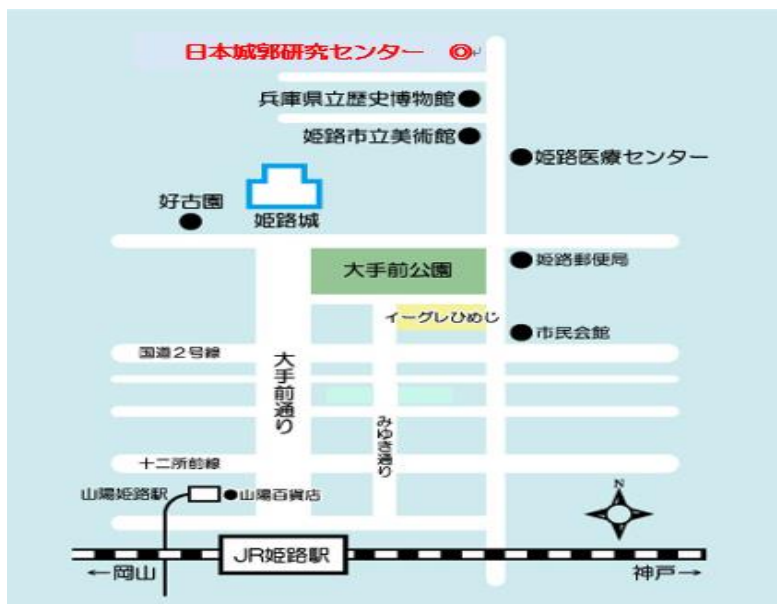 日本城郭研究センター ◎
兵庫県立歴史博物館●
姫路市立美術館●
●姫路医療センター
好古園
姫路城
大手前公園
●姫路郵便局
イーグレひめじ
●市民会館
国道2号線
大手前通り
みゆき通り
十二所前線
山陽姫路駅
●山陽百貨店
N
JR姫路駅
←岡山
神戸→